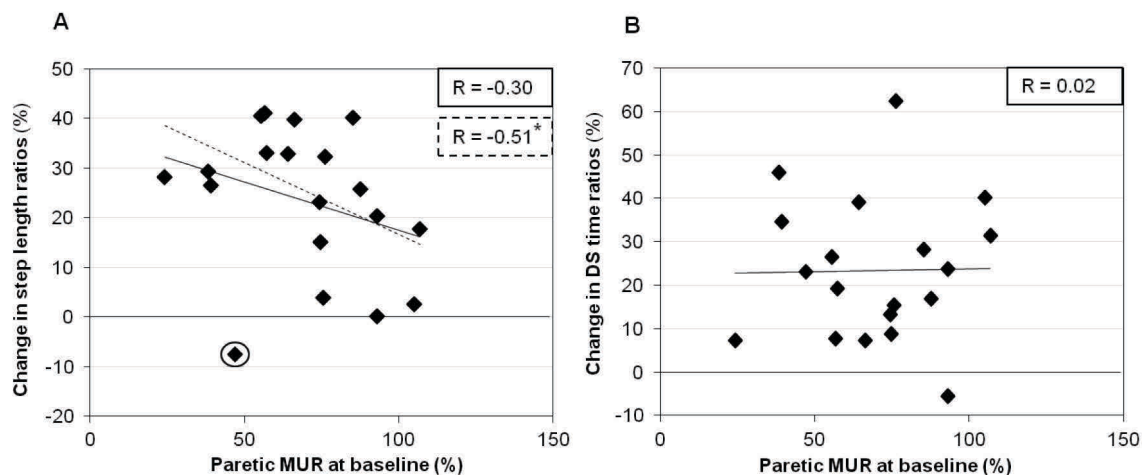 A
50
40
30
20
10
0
-10
-20
0
50
100
150
Change in step length ratios (%)
Paretic MUR at baseline (%)
R = -0.30
R = -0.51*
B
70
60
50
40
30
20
10
0
-10
0
50
100
150
Change in DS time ratios (%)
Paretic MUR at baseline (%)
R = 0.02